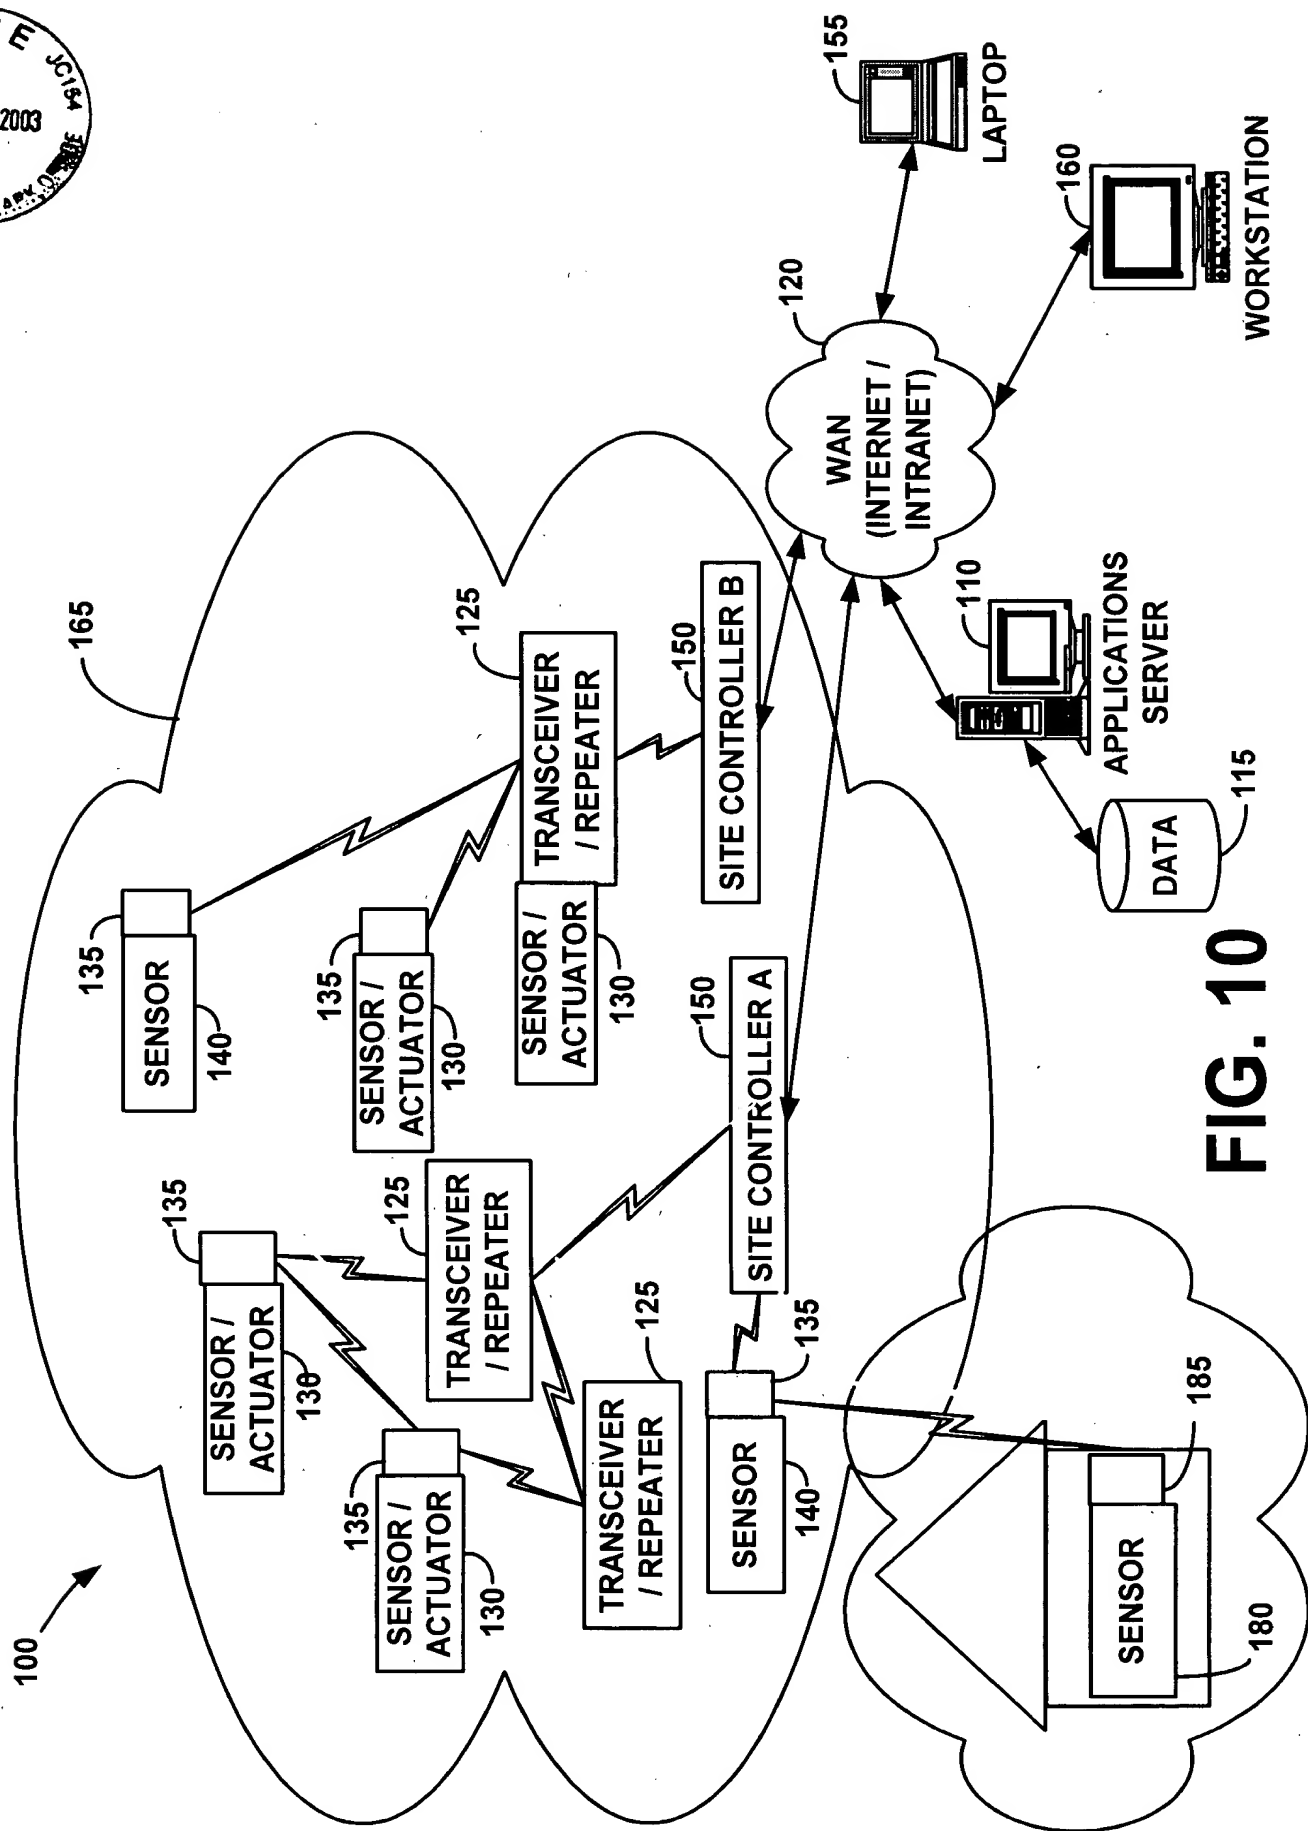 100
165
135
SENSOR /
ACTUATOR
130
135
SENSOR
140
135
SENSOR /
ACTUATOR
130
135
SENSOR /
ACTUATOR
130
125
TRANSCEIVER
/ REPEATER
125
TRANSCEIVER
/ REPEATER
SENSOR /
ACTUATOR
130
125
TRANSCEIVER
/ REPEATER
SENSOR
140
135
150
SITE CONTROLLER A
150
SITE CONTROLLER B
120
WAN
(INTERNET /
INTRANET)
155
LAPTOP
160
WORKSTATION
110
APPLICATIONS
SERVER
DATA
115
SENSOR
185
180
FIG. 10
E
JC164
2003